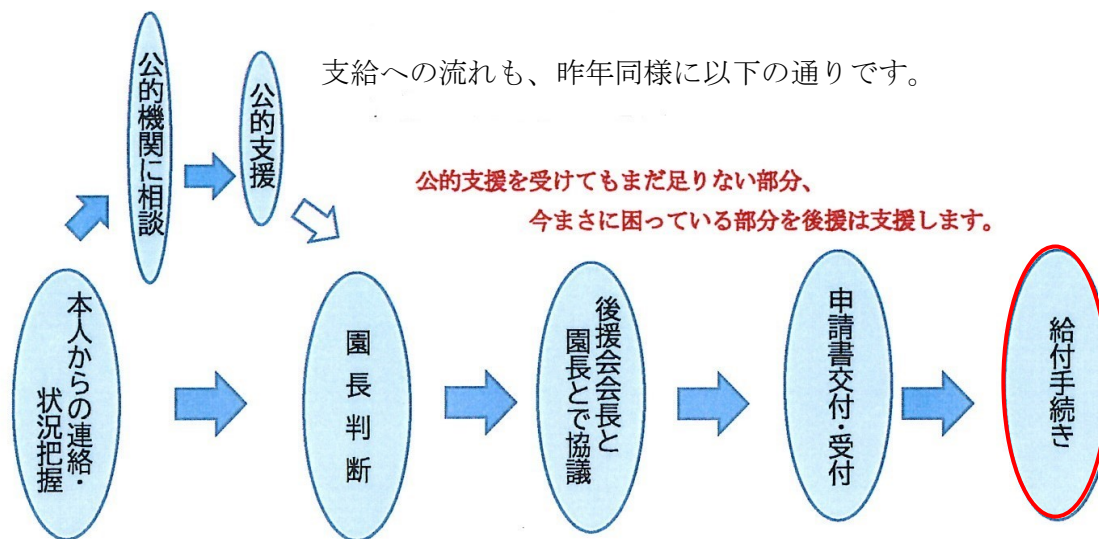 支給への流れも、昨年同様に以下の通りです。
公的機関に相談
公的支援
公的支援を受けてもまだ足りない部分、
今まさに困っている部分を後援は支援します。
本人からの連絡・
状況把握
園長判断
後援会会長と
園長とで協議
申請書交付・受付
給付手続き